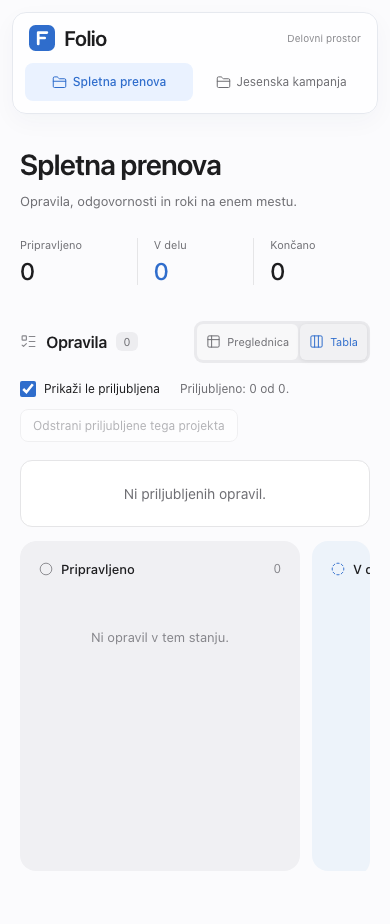 Folio
Delovni prostor
Spletna prenova
Jesenska kampanja
Spletna prenova
Opravila, odgovornosti in roki na enem mestu.
Pripravljeno
V delu
Končano
0
0
0
Opravila 0
Preglednica
Tabla
Prikaži le priljubljena
Priljubljeno: 0 od 0.
Odstrani priljubljene tega projekta
Ni priljubljenih opravil.
Pripravljeno 0
V
Ni opravil v tem stanju.